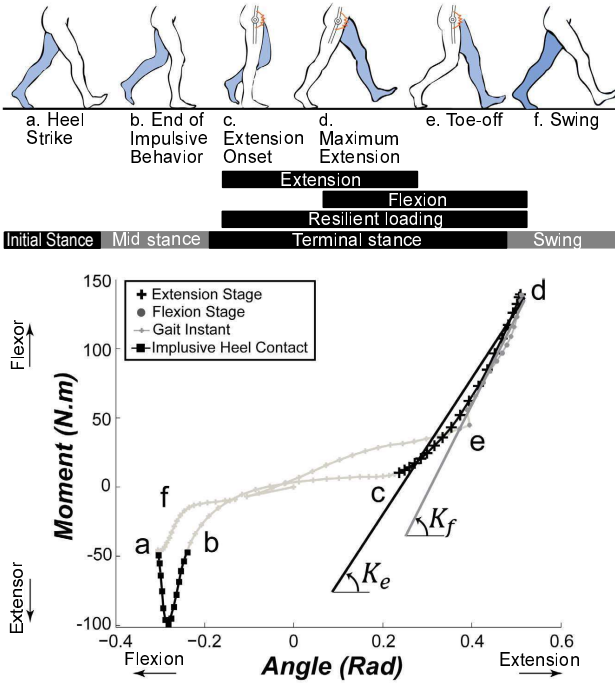 a. Heel
Strike
b. End of
Impulsive
Behavior
c.
Extension
Onset
d.
Maximum
Extension
e. Toe-off
f. Swing
Extension
Flexion
Resilient loading
Initial Stance
Mid stance
Terminal stance
Swing
150
100
50
0
-50
-100
Flexor
Moment (N.m)
Extensor
Extension Stage
Flexion Stage
Gait Instant
Implusive Heel Contact
d
e
c
f
a
b
Kf
Ke
-0.4
-0.2
0
0.2
0.4
0.6
Flexion
Angle (Rad)
Extension